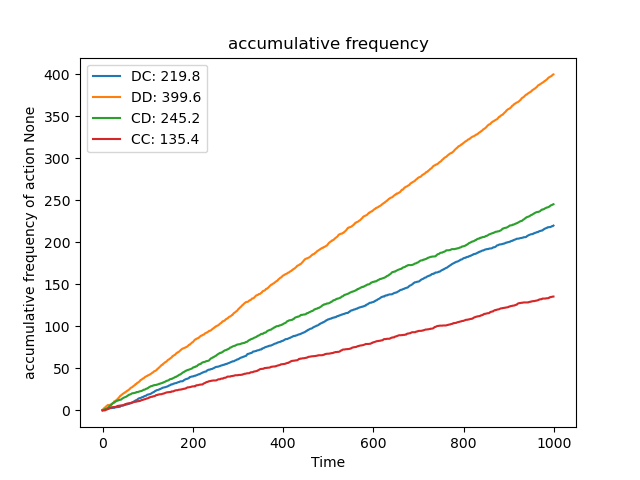 accumulative frequency
DC: 219.8
DD: 399.6
CD: 245.2
CC: 135.4
accumulative frequency of action None
400
350
300
250
200
150
100
50
0
0 200 400 600 800 1000
Time